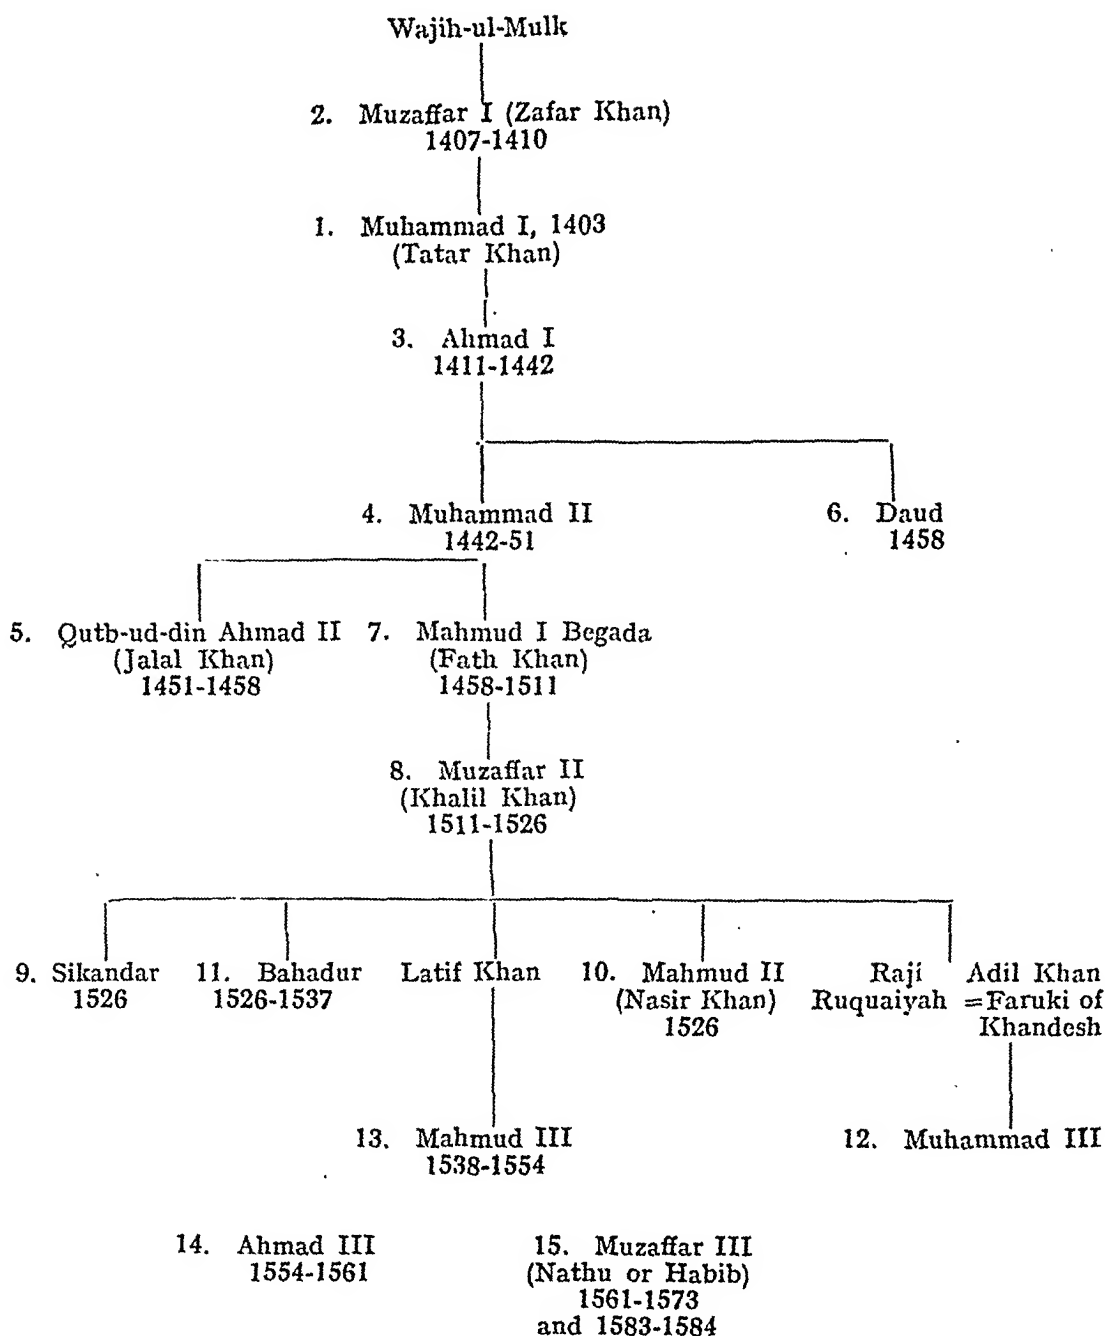 Wajih-ul-Mulk
2. Muzaffar I (Zafar Khan)
1407-1410
1. Muhammad I, 1403
(Tatar Khan)
3. Ahmad I
1411-1442
4. Muhammad II
1442-51
6. Daud
1458
5. Qutb-ud-din Ahmad II
(Jalal Khan)
1451-1458
7. Mahmud I Begada
(Fath Khan)
1458-1511
8. Muzaffar II
(Khalil Khan)
1511-1526
9. Sikandar
1526
11. Bahadur
1526-1537
Latif Khan
10. Mahmud II
(Nasir Khan)
1526
Raji
Ruquaiyah
Adil Khan
=Faruki of
Khandesh
13. Mahmud III
1538-1554
12. Muhammad III
14. Ahmad III
1554-1561
15. Muzaffar III
(Nathu or Habib)
1561-1573
and 1583-1584